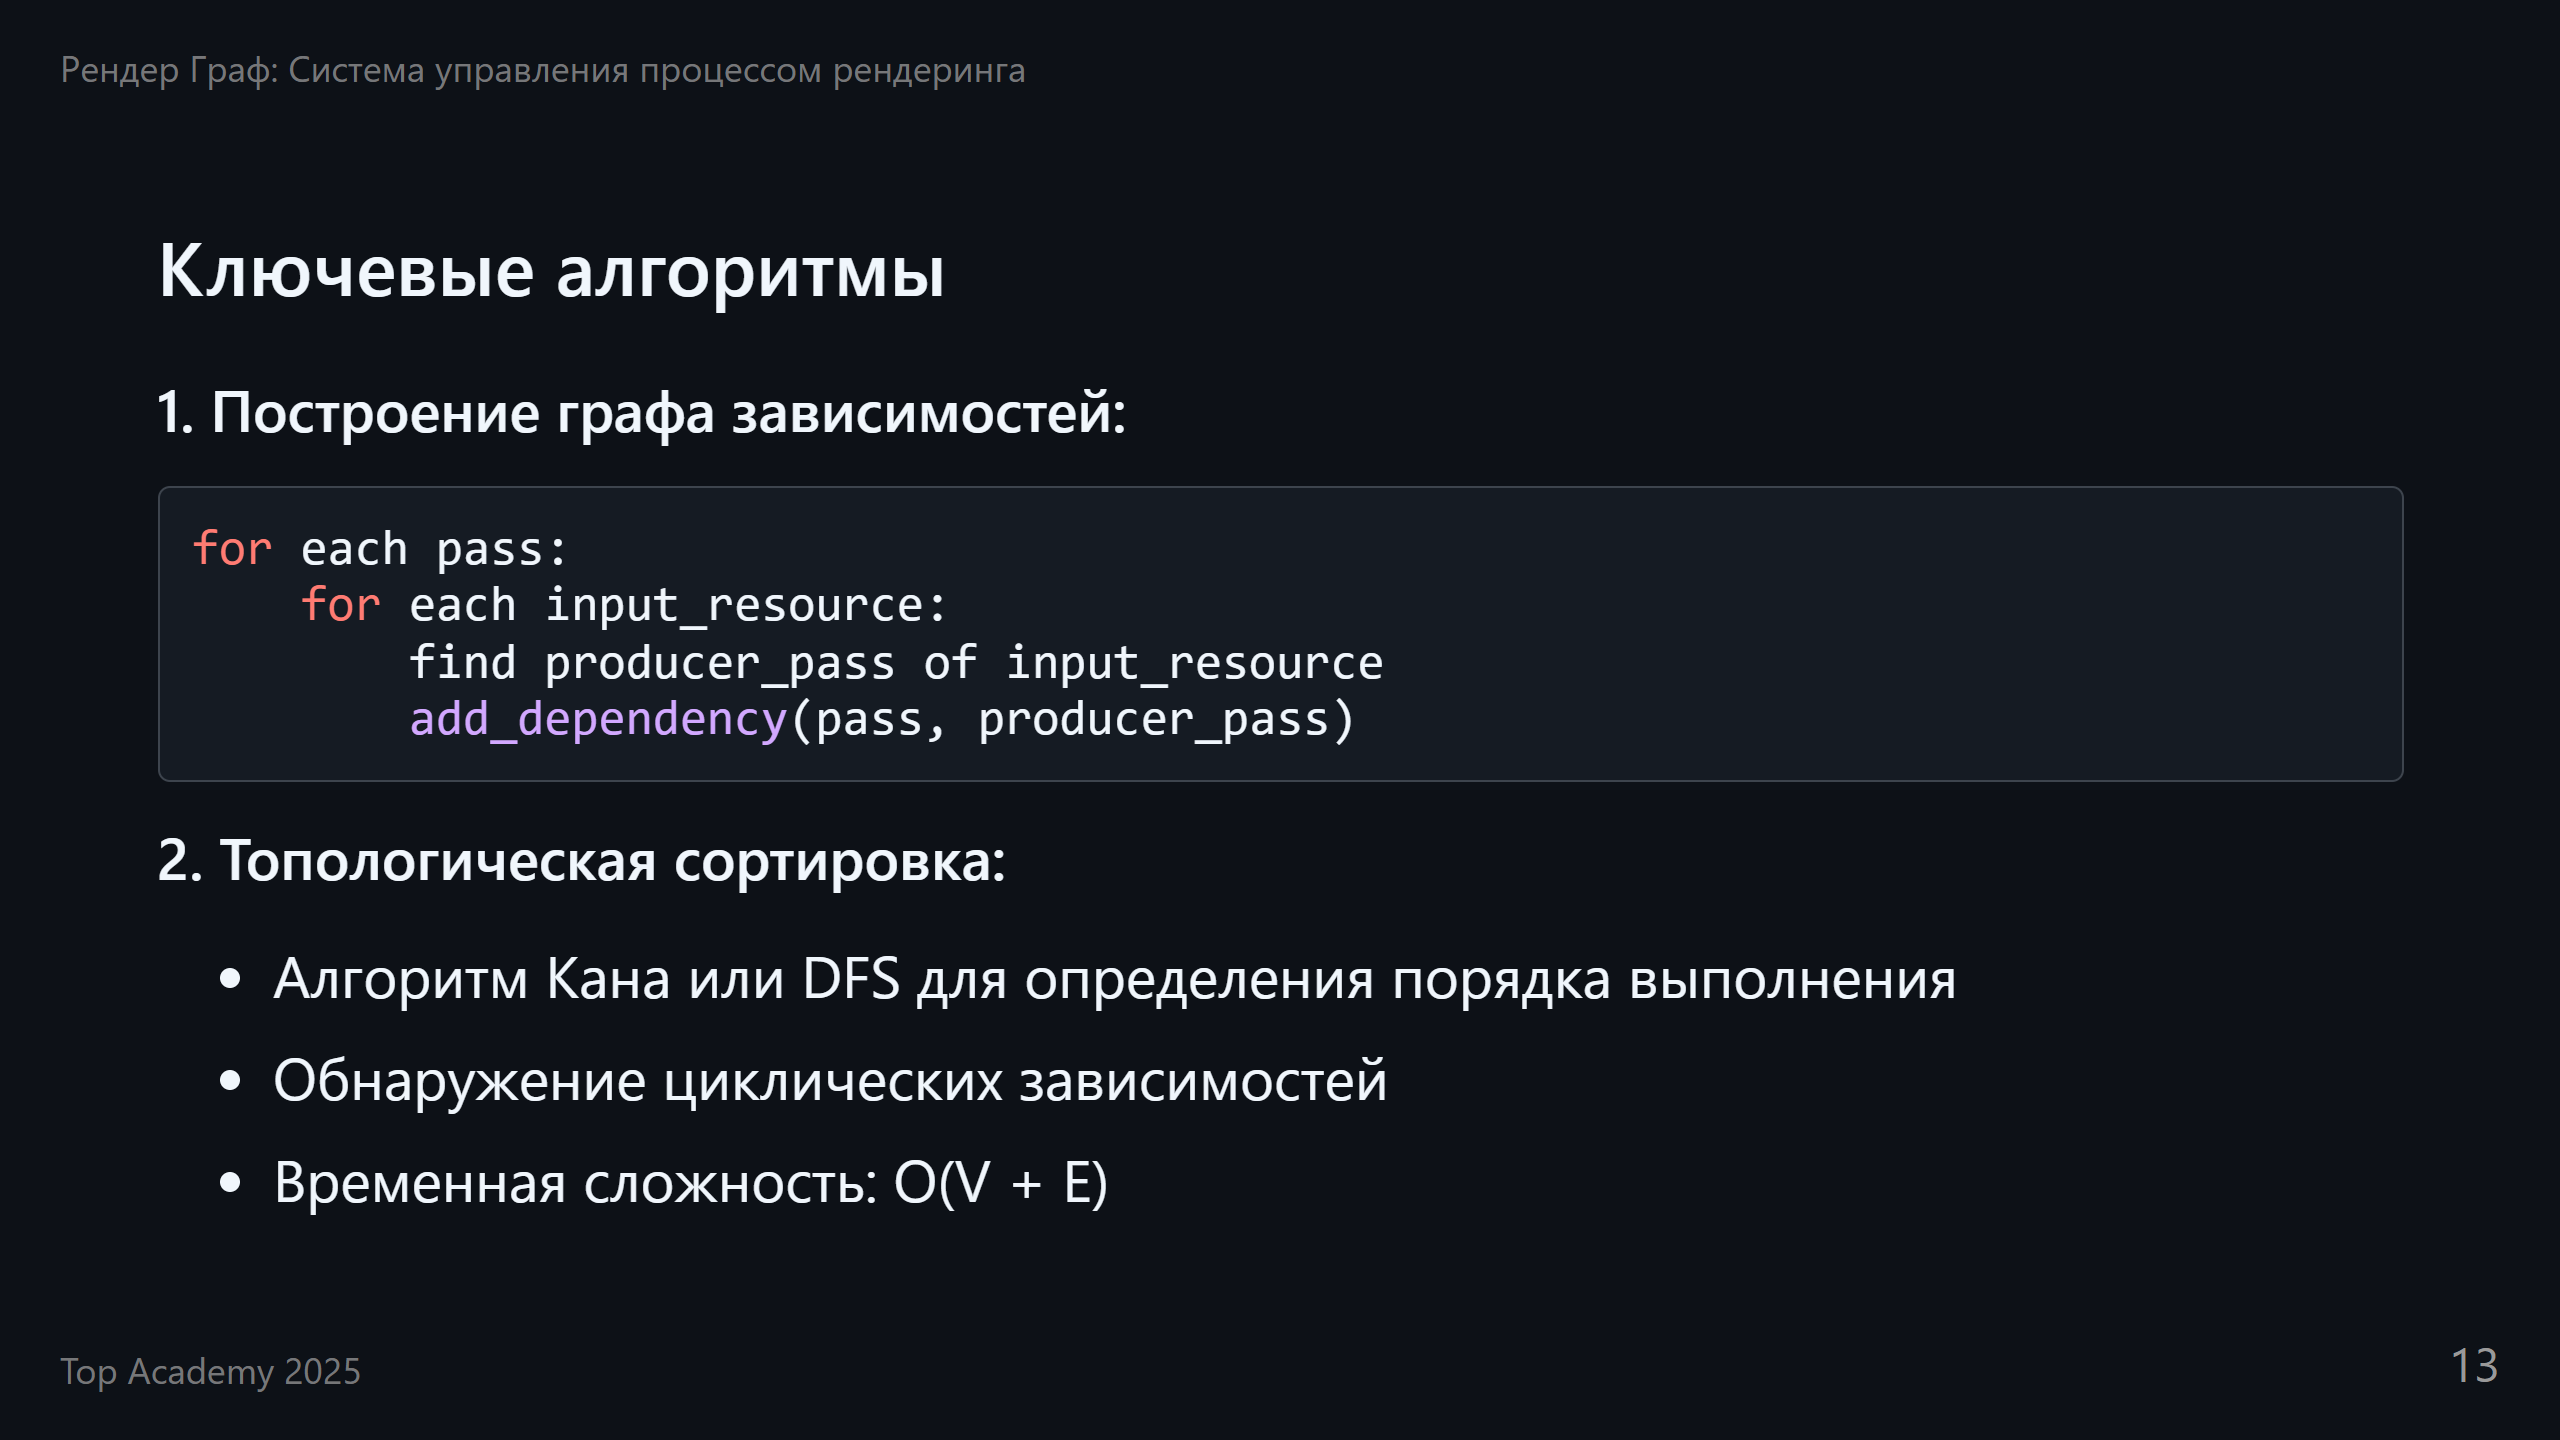 Рендер Граф: Система управления процессом рендеринга
Ключевые алгоритмы
1. Построение графа зависимостей:
for each pass:
    for each input_resource:
        find producer_pass of input_resource
        add_dependency(pass, producer_pass)
2. Топологическая сортировка:
• Алгоритм Кана или DFS для определения порядка выполнения
• Обнаружение циклических зависимостей
• Временная сложность: O(V + E)
Top Academy 2025
13